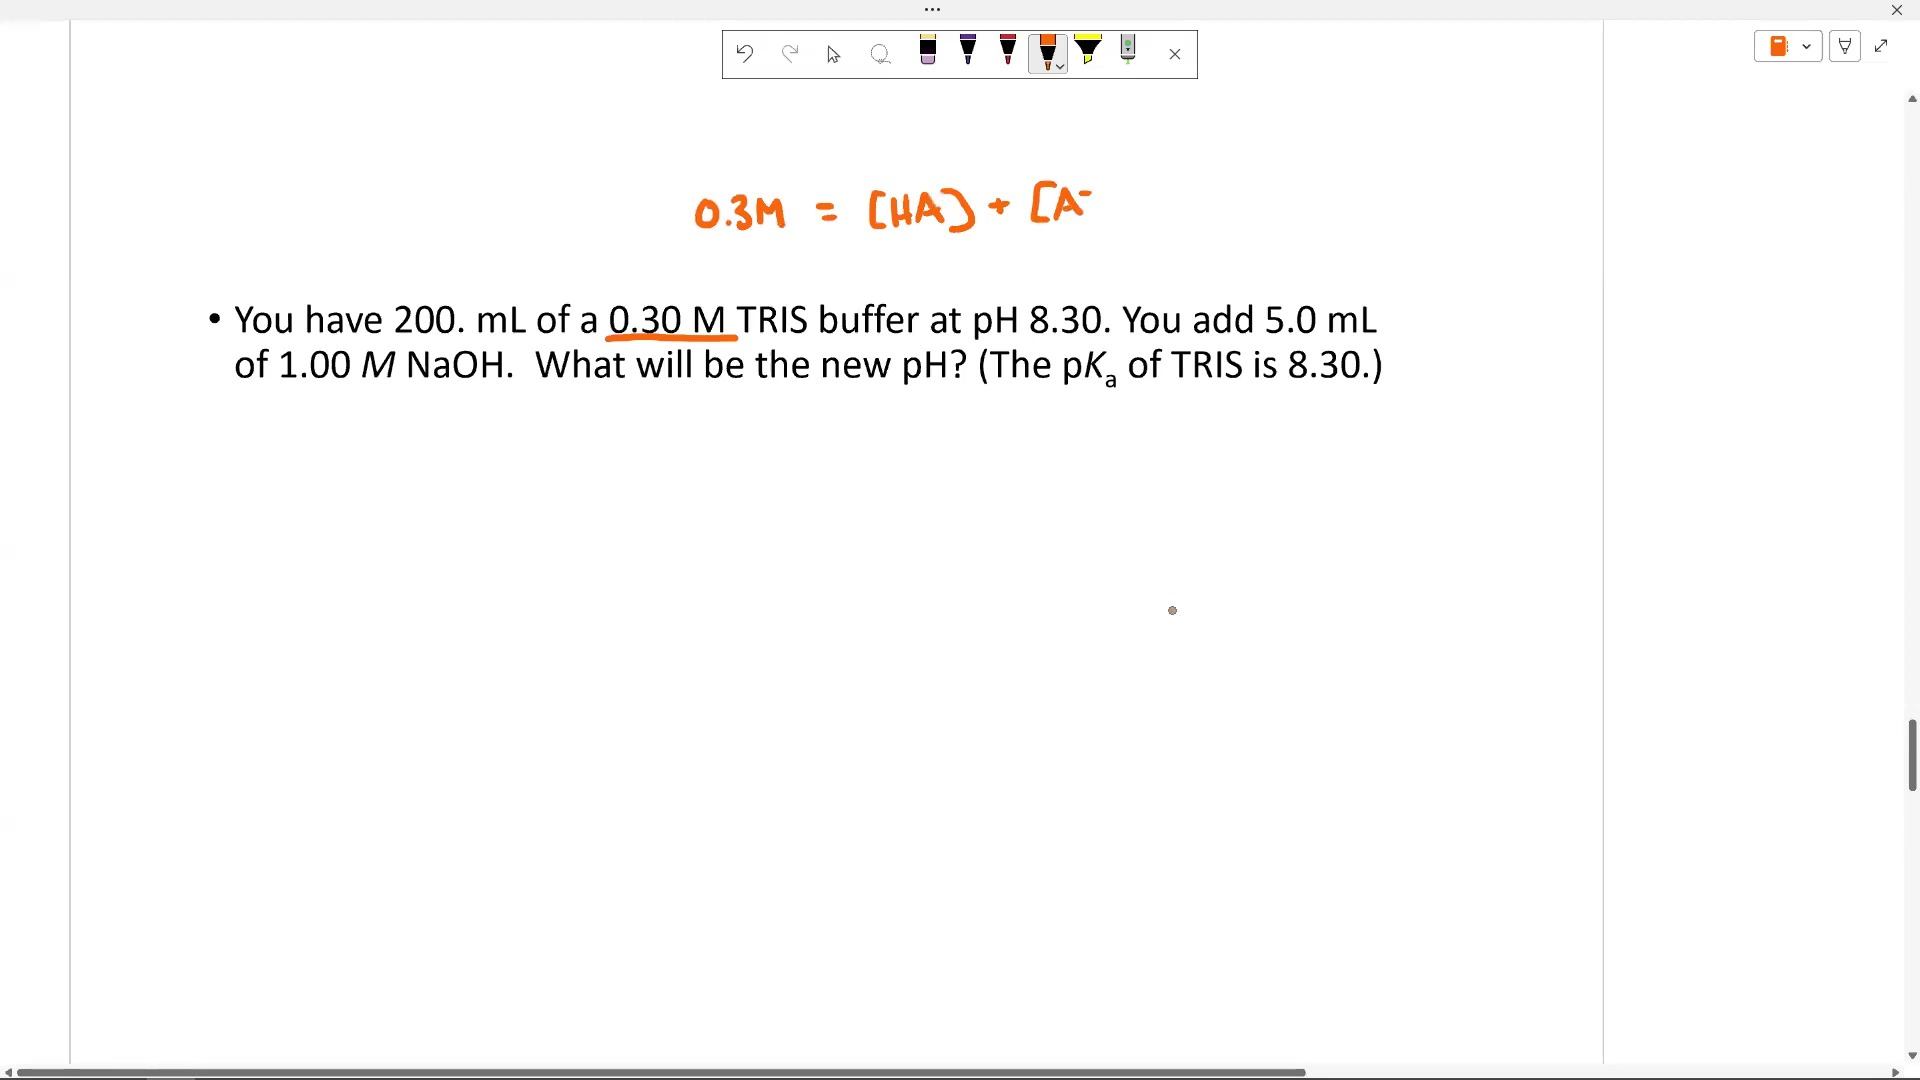 0.3M = [HA] + [A⁻
• You have 200. mL of a 0.30 M TRIS buffer at pH 8.30. You add 5.0 mL
of 1.00 M NaOH.  What will be the new pH? (The pKₐ of TRIS is 8.30.)